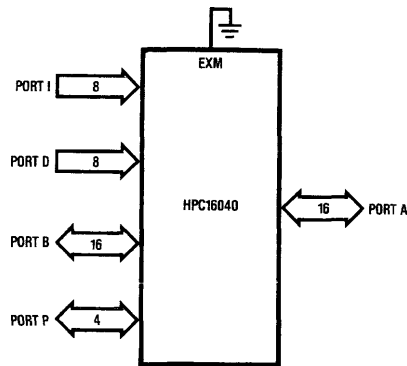 EXM
PORT I
8
PORT D
8
HPC16040
16
PORT A
PORT B
16
PORT P
4